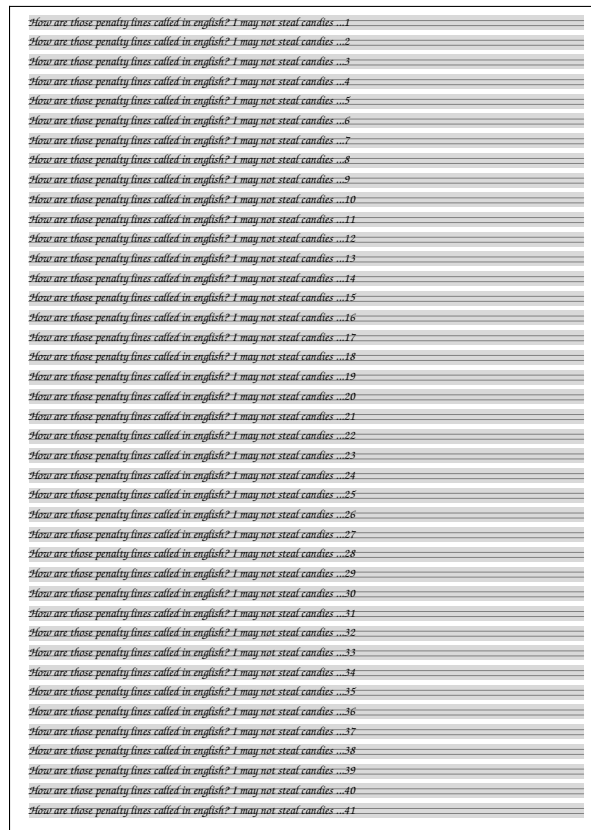 How are those penalty lines called in english? I may not steal candies ...1
How are those penalty lines called in english? I may not steal candies ...2
How are those penalty lines called in english? I may not steal candies ...3
How are those penalty lines called in english? I may not steal candies ...4
How are those penalty lines called in english? I may not steal candies ...5
How are those penalty lines called in english? I may not steal candies ...6
How are those penalty lines called in english? I may not steal candies ...7
How are those penalty lines called in english? I may not steal candies ...8
How are those penalty lines called in english? I may not steal candies ...9
How are those penalty lines called in english? I may not steal candies ...10
How are those penalty lines called in english? I may not steal candies ...11
How are those penalty lines called in english? I may not steal candies ...12
How are those penalty lines called in english? I may not steal candies ...13
How are those penalty lines called in english? I may not steal candies ...14
How are those penalty lines called in english? I may not steal candies ...15
How are those penalty lines called in english? I may not steal candies ...16
How are those penalty lines called in english? I may not steal candies ...17
How are those penalty lines called in english? I may not steal candies ...18
How are those penalty lines called in english? I may not steal candies ...19
How are those penalty lines called in english? I may not steal candies ...20
How are those penalty lines called in english? I may not steal candies ...21
How are those penalty lines called in english? I may not steal candies ...22
How are those penalty lines called in english? I may not steal candies ...23
How are those penalty lines called in english? I may not steal candies ...24
How are those penalty lines called in english? I may not steal candies ...25
How are those penalty lines called in english? I may not steal candies ...26
How are those penalty lines called in english? I may not steal candies ...27
How are those penalty lines called in english? I may not steal candies ...28
How are those penalty lines called in english? I may not steal candies ...29
How are those penalty lines called in english? I may not steal candies ...30
How are those penalty lines called in english? I may not steal candies ...31
How are those penalty lines called in english? I may not steal candies ...32
How are those penalty lines called in english? I may not steal candies ...33
How are those penalty lines called in english? I may not steal candies ...34
How are those penalty lines called in english? I may not steal candies ...35
How are those penalty lines called in english? I may not steal candies ...36
How are those penalty lines called in english? I may not steal candies ...37
How are those penalty lines called in english? I may not steal candies ...38
How are those penalty lines called in english? I may not steal candies ...39
How are those penalty lines called in english? I may not steal candies ...40
How are those penalty lines called in english? I may not steal candies ...41